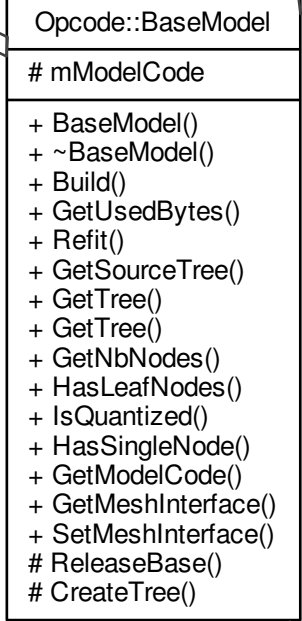 Opcode::BaseModel
# mModelCode
+ BaseModel()
+ ~BaseModel()
+ Build()
+ GetUsedBytes()
+ Refit()
+ GetSourceTree()
+ GetTree()
+ GetTree()
+ GetNbNodes()
+ HasLeafNodes()
+ IsQuantized()
+ HasSingleNode()
+ GetModelCode()
+ GetMeshInterface()
+ SetMeshInterface()
# ReleaseBase()
# CreateTree()